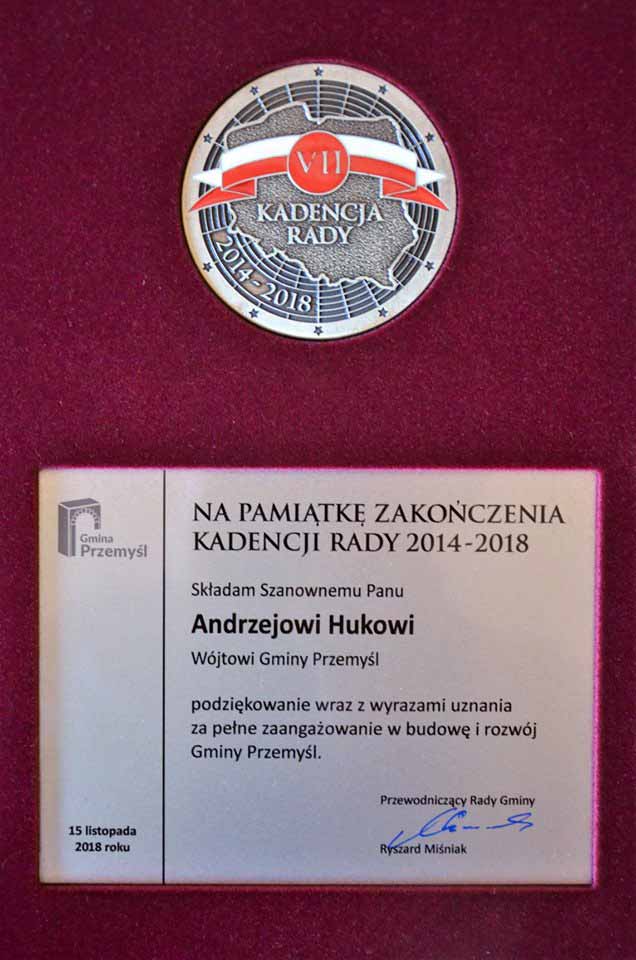 VII
KADENCJA
RADY
2014-2018
Gmina
Przemyśl
NA PAMIĄTKĘ ZAKOŃCZENIA
KADENCJI RADY 2014-2018
Składam Szanownemu Panu
Andrzejowi Hukowi
Wójtowi Gminy Przemyśl
podziękowanie wraz z wyrazami uznania
za pełne zaangażowanie w budowę i rozwój
Gminy Przemyśl.
Przewodniczący Rady Gminy
Ryszard Miśniak
15 listopada
2018 roku